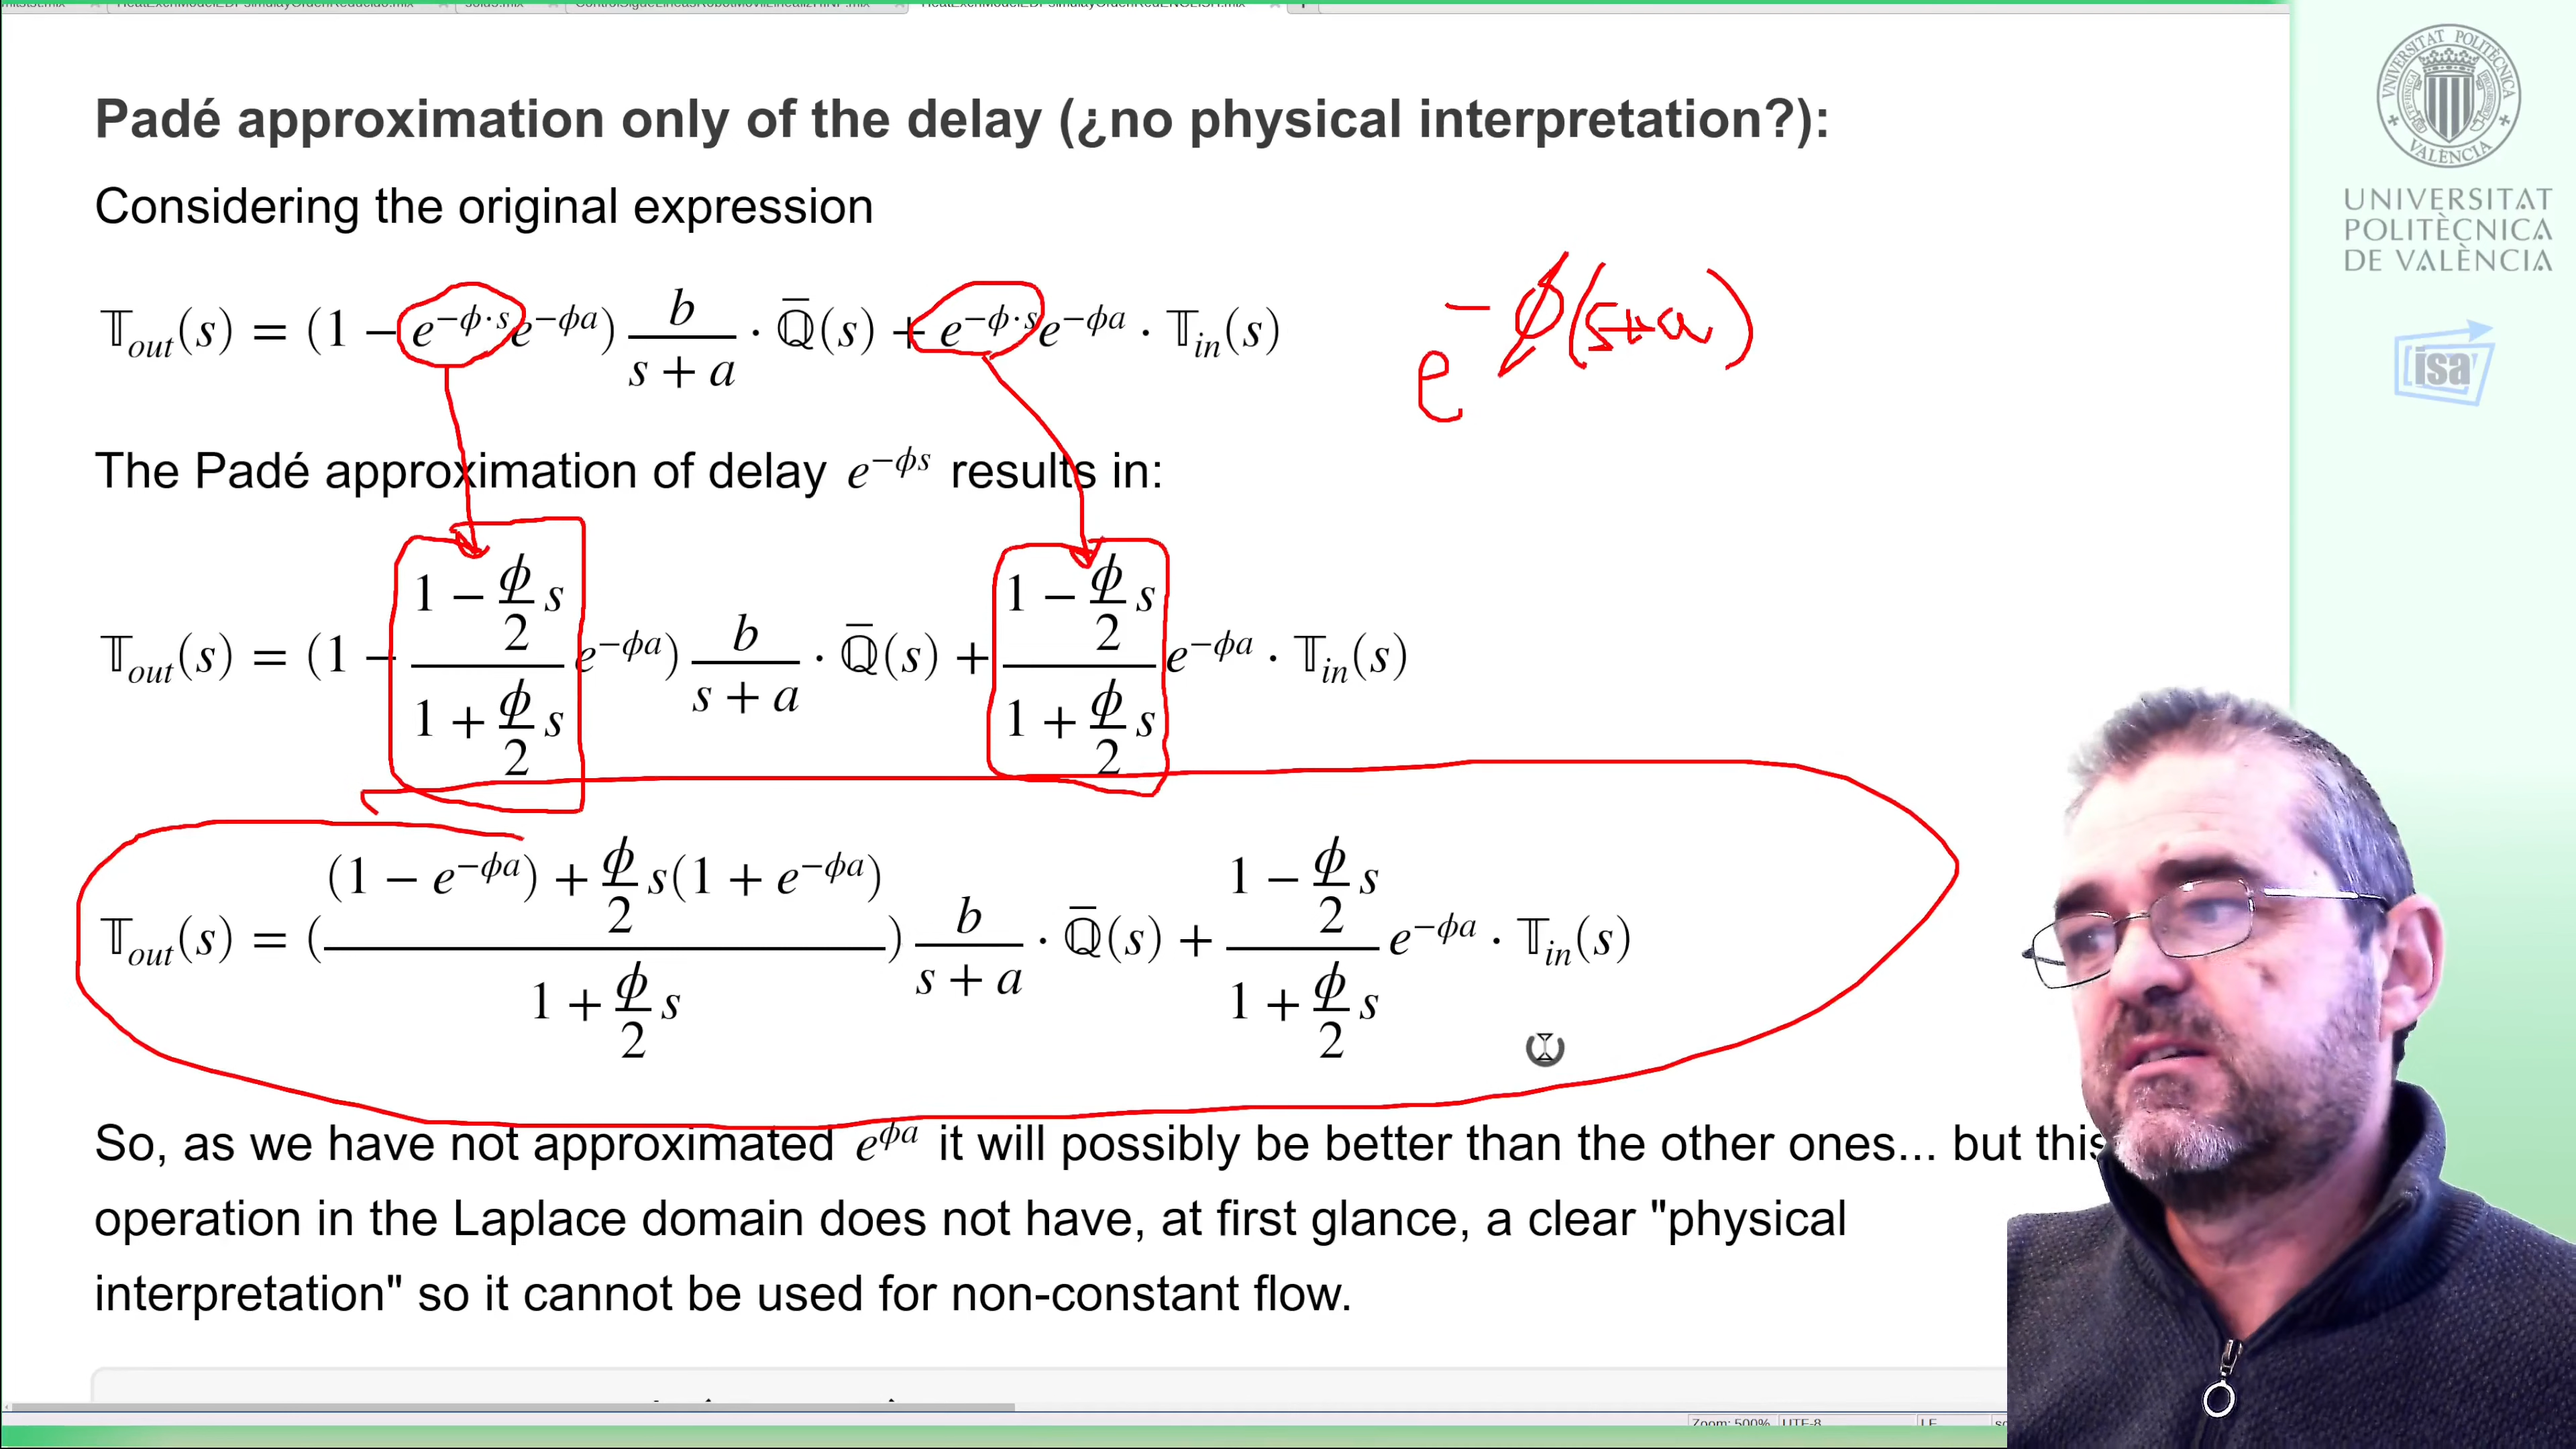 Padé approximation only of the delay (¿no physical interpretation?):
Considering the original expression
𝕋_out(s) = (1 − e^{−ϕ·s}e^{−ϕa}) b/(s + a) · ℚ̅(s) + e^{−ϕ·s}e^{−ϕa} · 𝕋_in(s)
e^{−ϕ(s+a)}
The Padé approximation of delay e^{−ϕs} results in:
𝕋_out(s) = (1 − (1 − ϕ/2 s)/(1 + ϕ/2 s) e^{−ϕa}) b/(s + a) · ℚ̅(s) + (1 − ϕ/2 s)/(1 + ϕ/2 s) e^{−ϕa} · 𝕋_in(s)
𝕋_out(s) = (((1 − e^{−ϕa}) + ϕ/2 s(1 + e^{−ϕa}))/(1 + ϕ/2 s)) b/(s + a) · ℚ̅(s) + (1 − ϕ/2 s)/(1 + ϕ/2 s) e^{−ϕa} · 𝕋_in(s)
So, as we have not approximated e^{ϕa} it will possibly be better than the other ones... but this
operation in the Laplace domain does not have, at first glance, a clear "physical
interpretation" so it cannot be used for non-constant flow.
UNIVERSITAT
POLITÈCNICA
DE VALÈNCIA
isa
Zoom: 500% UTF-8 LF